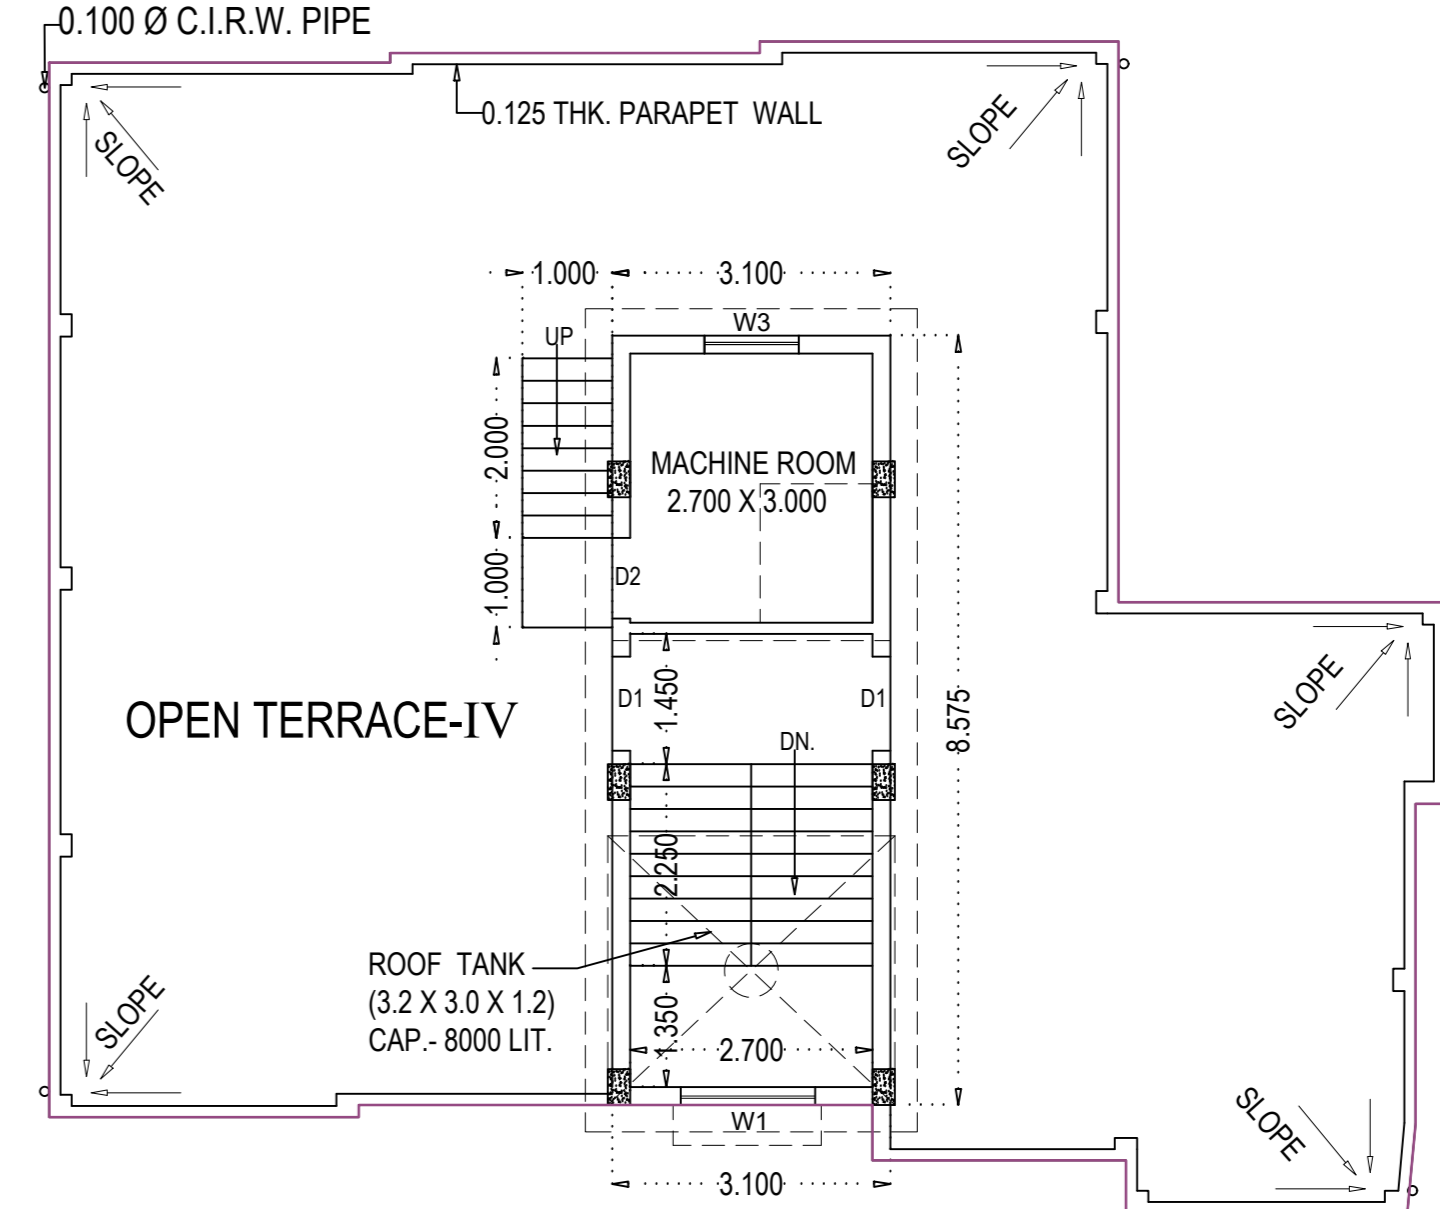 0.100 Ø C.I.R.W. PIPE
0.125 THK. PARAPET WALL
SLOPE
SLOPE
1.000
3.100
W3
UP
2.000
MACHINE ROOM
2.700 X 3.000
1.000
D2
D1
1.450
D1
SLOPE
OPEN TERRACE-IV
8.575
DN.
2.250
ROOF TANK
(3.2 X 3.0 X 1.2)
CAP.- 8000 LIT.
SLOPE
1.350
2.700
W1
SLOPE
3.100